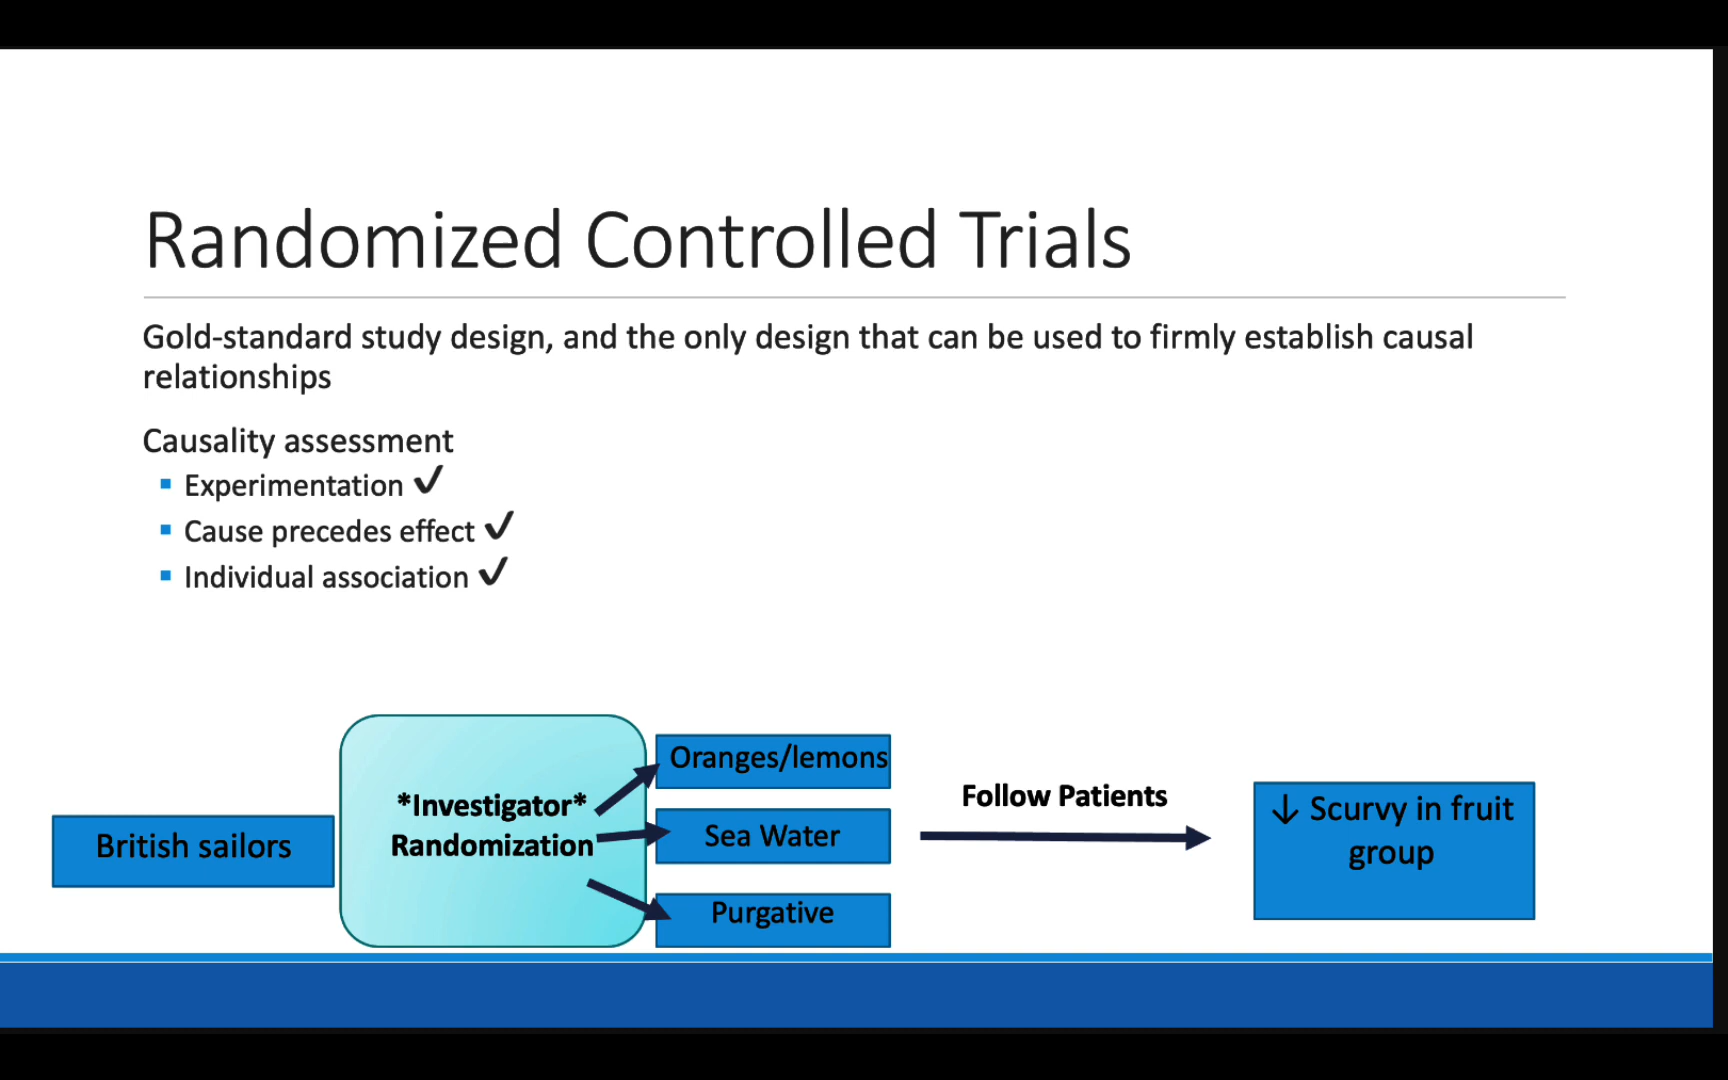 Randomized Controlled Trials
Gold-standard study design, and the only design that can be used to firmly establish causal
relationships
Causality assessment
Experimentation ✓
Cause precedes effect ✓
Individual association ✓
British sailors
*Investigator*
Randomization
Oranges/lemons
Sea Water
Purgative
Follow Patients
↓ Scurvy in fruit
group